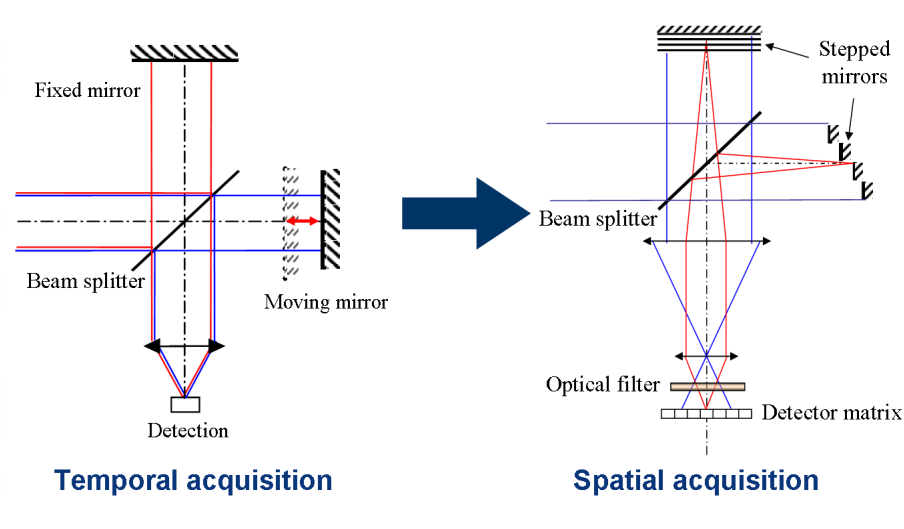 Fixed mirror
Beam splitter
Moving mirror
Detection
Temporal acquisition
Stepped
mirrors
Beam splitter
Optical filter
Detector matrix
Spatial acquisition